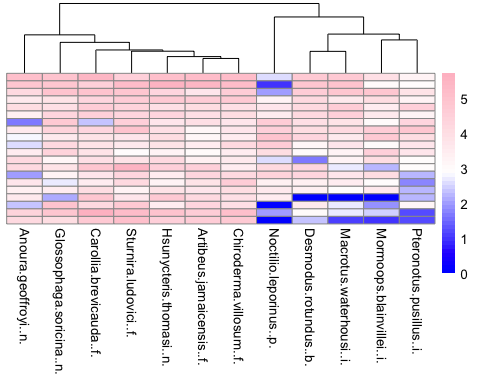 5
4
3
2
1
0
Anoura.geoffroyi..n.
Glossophaga.soricina..n.
Carollia.brevicauda..f.
Sturnira.ludovici..f.
Hsunycteris.thomasi..n.
Artibeus.jamaicensis..f.
Chiroderma.villosum..f.
Noctilio.leporinus..p.
Desmodus.rotundus..b.
Macrotus.waterhousi..i.
Mormoops.blainvillei..i.
Pteronotus.pusillus..i.